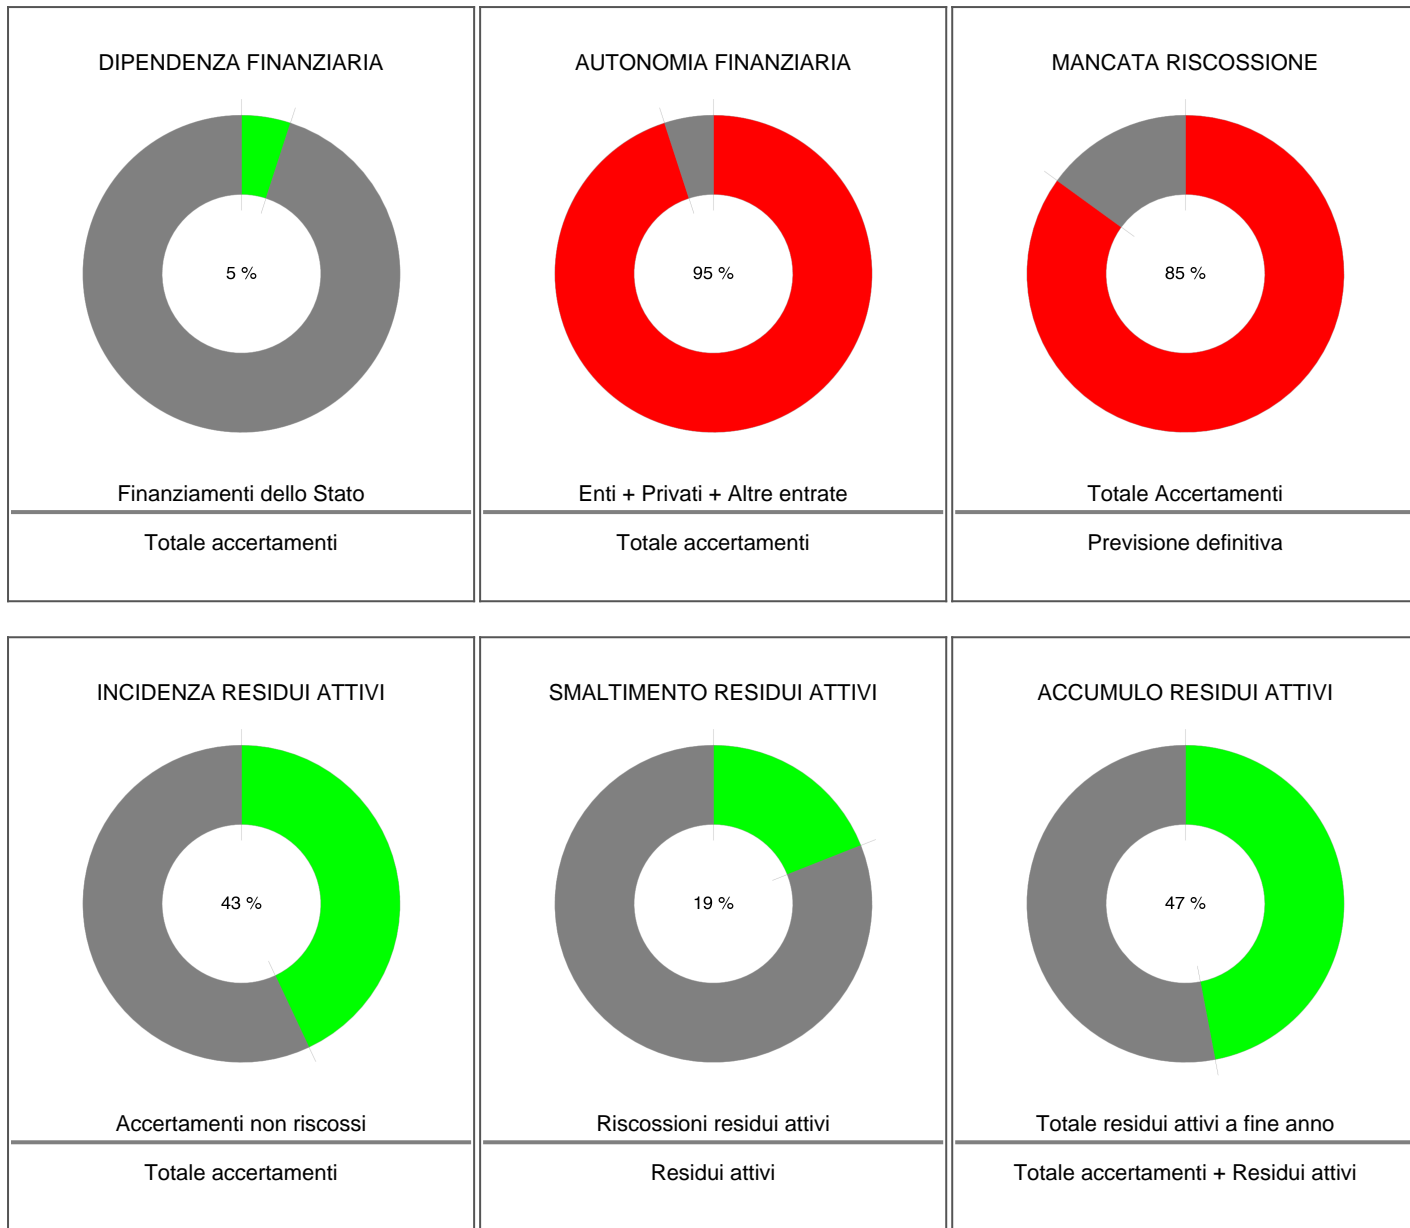 DIPENDENZA FINANZIARIA
5 %
Finanziamenti dello Stato
Totale accertamenti
AUTONOMIA FINANZIARIA
95 %
Enti + Privati + Altre entrate
Totale accertamenti
MANCATA RISCOSSIONE
85 %
Totale Accertamenti
Previsione definitiva
INCIDENZA RESIDUI ATTIVI
43 %
Accertamenti non riscossi
Totale accertamenti
SMALTIMENTO RESIDUI ATTIVI
19 %
Riscossioni residui attivi
Residui attivi
ACCUMULO RESIDUI ATTIVI
47 %
Totale residui attivi a fine anno
Totale accertamenti + Residui attivi